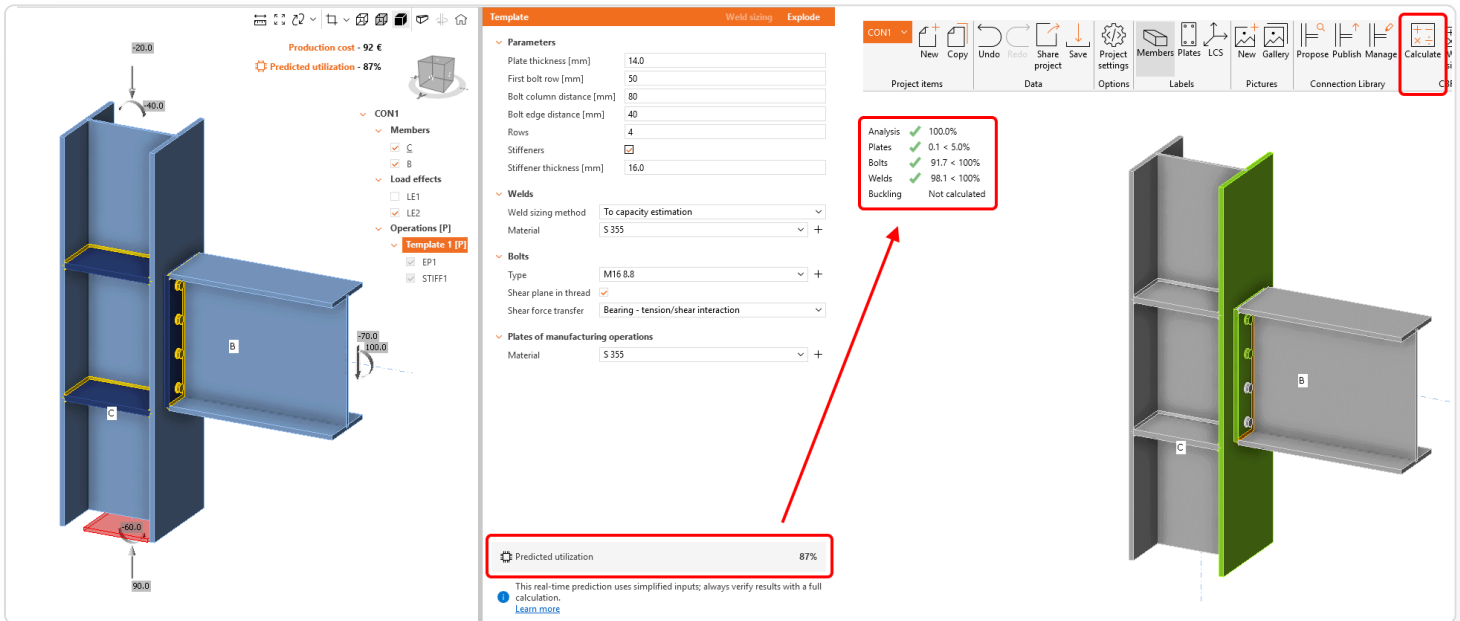 Production cost - 92 €
Predicted utilization - 87%
-20.0
-40.0
CON1
Members
C
B
Load effects
LE1
LE2
Operations [P]
Template 1 [P]
EP1
STIFF1
B
-70.0
100.0
C
-60.0
90.0
Template
Weld sizing
Explode
Parameters
Plate thickness [mm] 14.0
First bolt row [mm] 50
Bolt column distance [mm] 80
Bolt edge distance [mm] 40
Rows 4
Stiffeners
Stiffener thickness [mm] 16.0
Welds
Weld sizing method To capacity estimation
Material S 355
Bolts
Type M16 8.8
Shear plane in thread
Shear force transfer Bearing - tension/shear interaction
Plates of manufacturing operations
Material S 355
Predicted utilization 87%
This real-time prediction uses simplified inputs; always verify results with a full
calculation.
Learn more
CON1
New Copy Undo Redo Share project Save Project settings Members Plates LCS New Gallery Propose Publish Manage Calculate
Project items Data Options Labels Pictures Connection Library
Analysis 100.0%
Plates 0.1 < 5.0%
Bolts 91.7 < 100%
Welds 98.1 < 100%
Buckling Not calculated
B
C